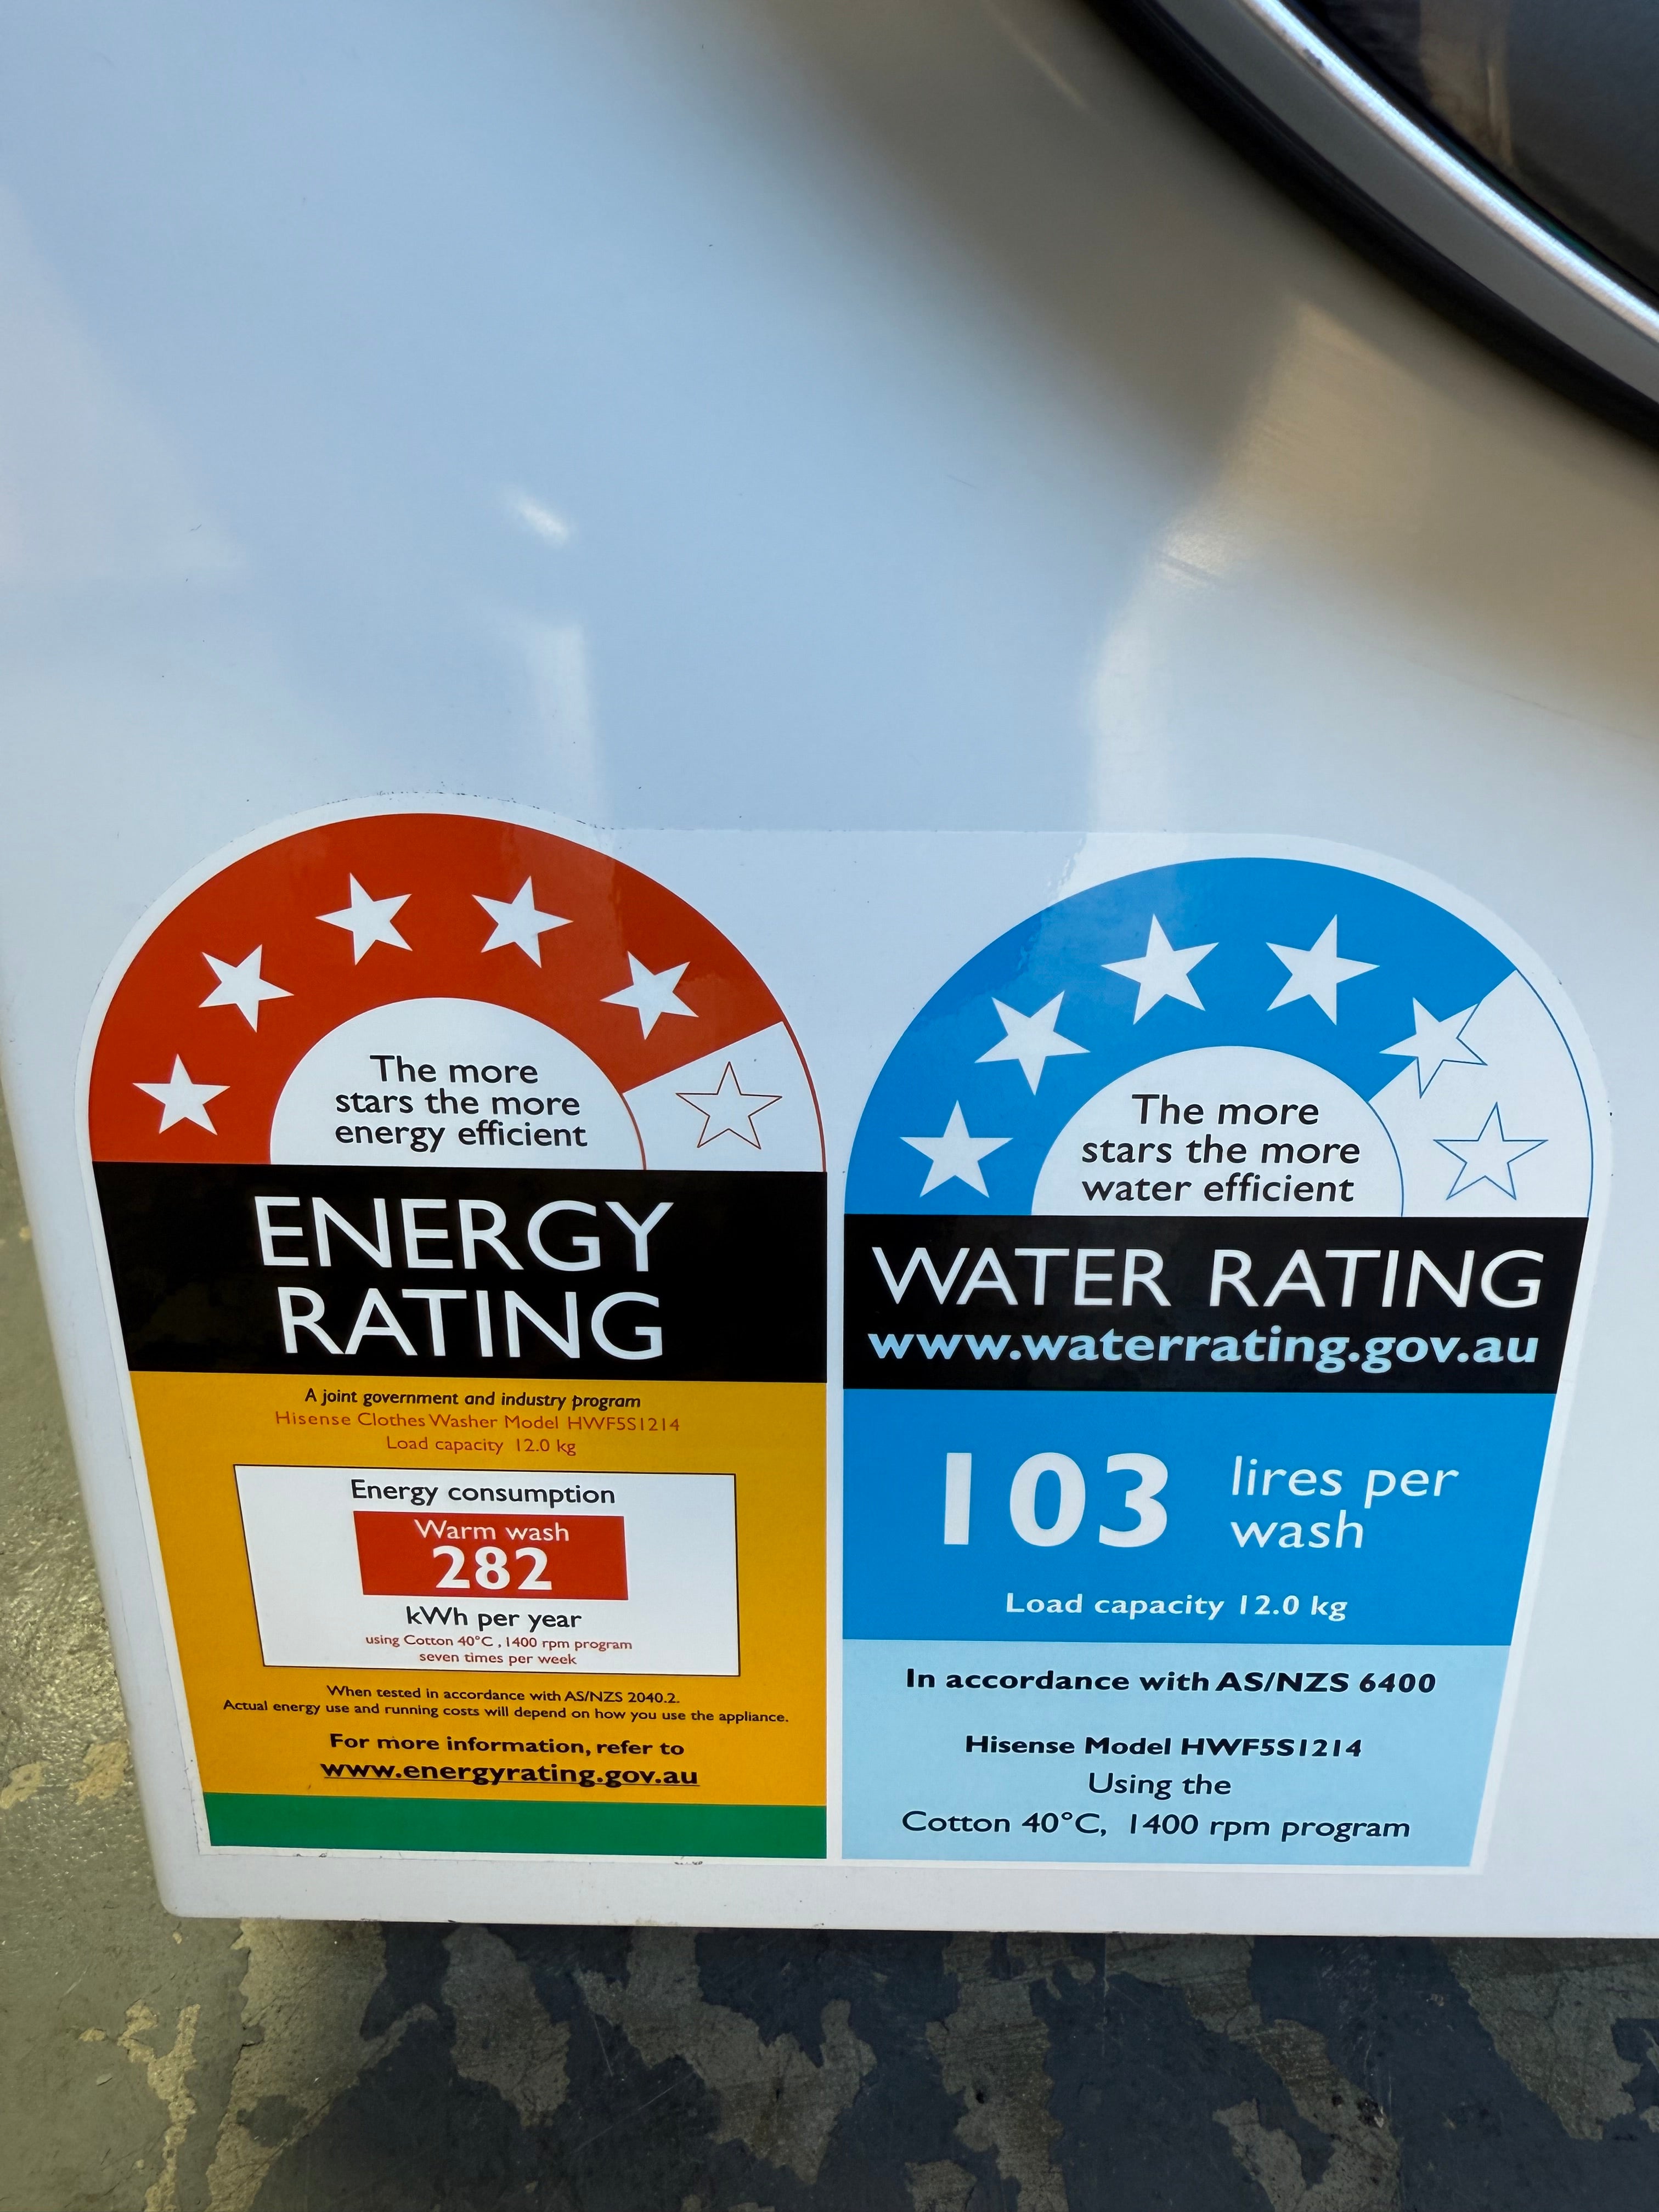 The more
stars the more
energy efficient
ENERGY
RATING
A joint government and industry program
Hisense Clothes Washer Model HWF5S1214
Load capacity 12.0 kg
Energy consumption
Warm wash
282
kWh per year
using Cotton 40°C , 1400 rpm program
seven times per week
When tested in accordance with AS/NZS 2040.2.
Actual energy use and running costs will depend on how you use the appliance.
For more information, refer to
www.energyrating.gov.au
The more
stars the more
water efficient
WATER RATING
www.waterrating.gov.au
103 lires per
wash
Load capacity 12.0 kg
In accordance with AS/NZS 6400
Hisense Model HWF5S1214
Using the
Cotton 40°C, 1400 rpm program